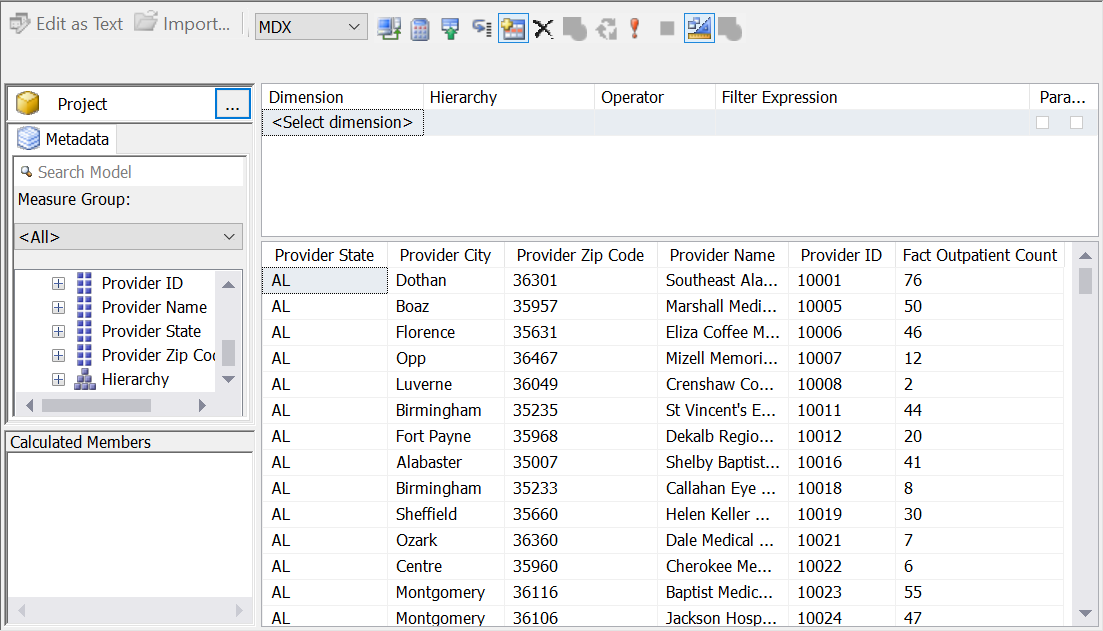 Edit as Text Import... MDX
Project ...
Metadata
Search Model
Measure Group:
<All>
Provider ID
Provider Name
Provider State
Provider Zip Co
Hierarchy
Calculated Members
Dimension Hierarchy Operator Filter Expression Para...
<Select dimension>
Provider State Provider City Provider Zip Code Provider Name Provider ID Fact Outpatient Count
AL Dothan 36301 Southeast Ala... 10001 76
AL Boaz 35957 Marshall Medi... 10005 50
AL Florence 35631 Eliza Coffee M... 10006 46
AL Opp 36467 Mizell Memori... 10007 12
AL Luverne 36049 Crenshaw Co... 10008 2
AL Birmingham 35235 St Vincent's E... 10011 44
AL Fort Payne 35968 Dekalb Regio... 10012 20
AL Alabaster 35007 Shelby Baptist... 10016 41
AL Birmingham 35233 Callahan Eye ... 10018 8
AL Sheffield 35660 Helen Keller ... 10019 30
AL Ozark 36360 Dale Medical ... 10021 7
AL Centre 35960 Cherokee Me... 10022 6
AL Montgomery 36116 Baptist Medic... 10023 55
AL Montgomery 36106 Jackson Hosp... 10024 47